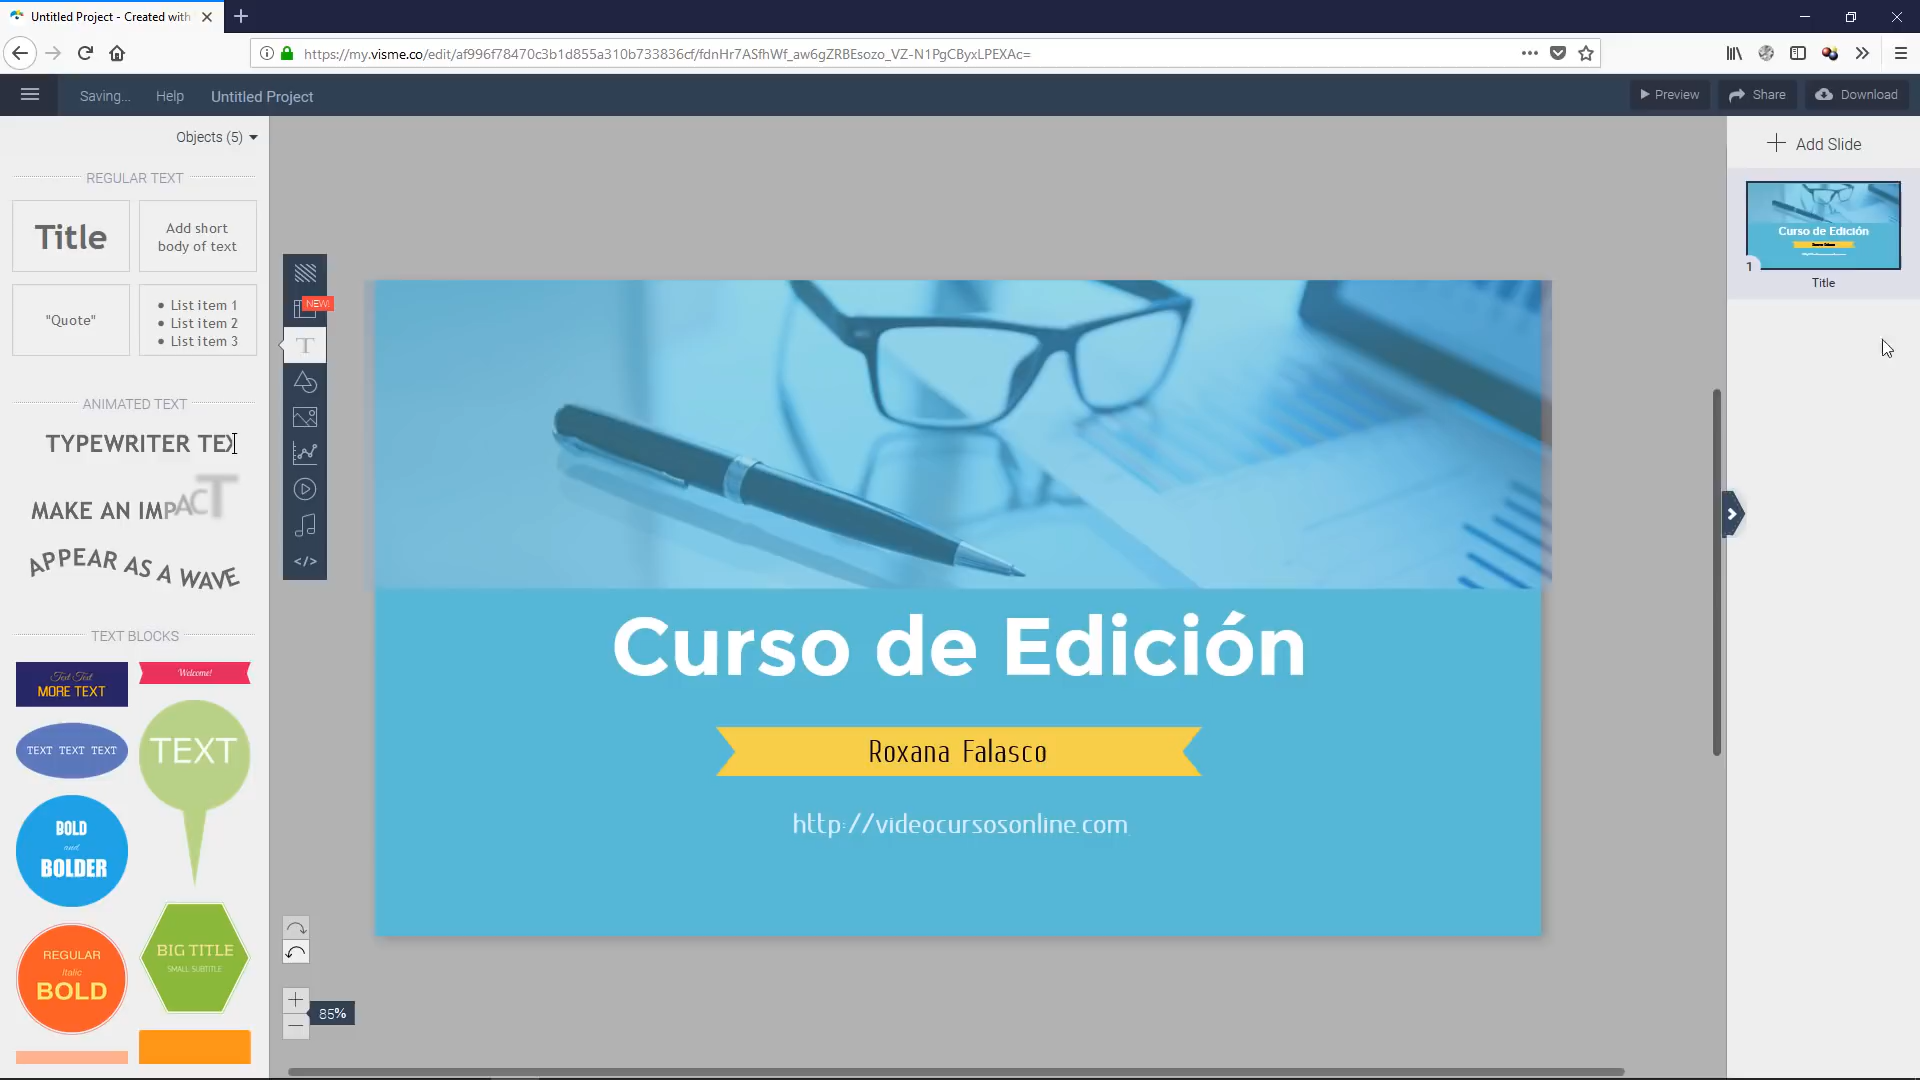 Untitled Project - Created with
https://my.visme.co/edit/af996f78470c3b1d855a310b733836cf/fdnHr7ASfhWf_aw6gZRBEsozo_VZ-N1PgCByxLPEXAc=
Saving...
Help
Untitled Project
Preview
Share
Download
Objects (5)
REGULAR TEXT
Title
Add short
body of text
"Quote"
• List item 1
• List item 2
• List item 3
ANIMATED TEXT
TYPEWRITER TEX
MAKE AN IMPACT
APPEAR AS A WAVE
TEXT BLOCKS
Text Text
MORE TEXT
Welcome!
TEXT TEXT TEXT
TEXT
BOLD
and
BOLDER
REGULAR
Italic
BOLD
BIG TITLE
SMALL SUBTITLE
NEW!
T
</>
85%
Curso de Edición
Roxana Falasco
http://videocursosonline.com
Add Slide
Curso de Edición
1
Title